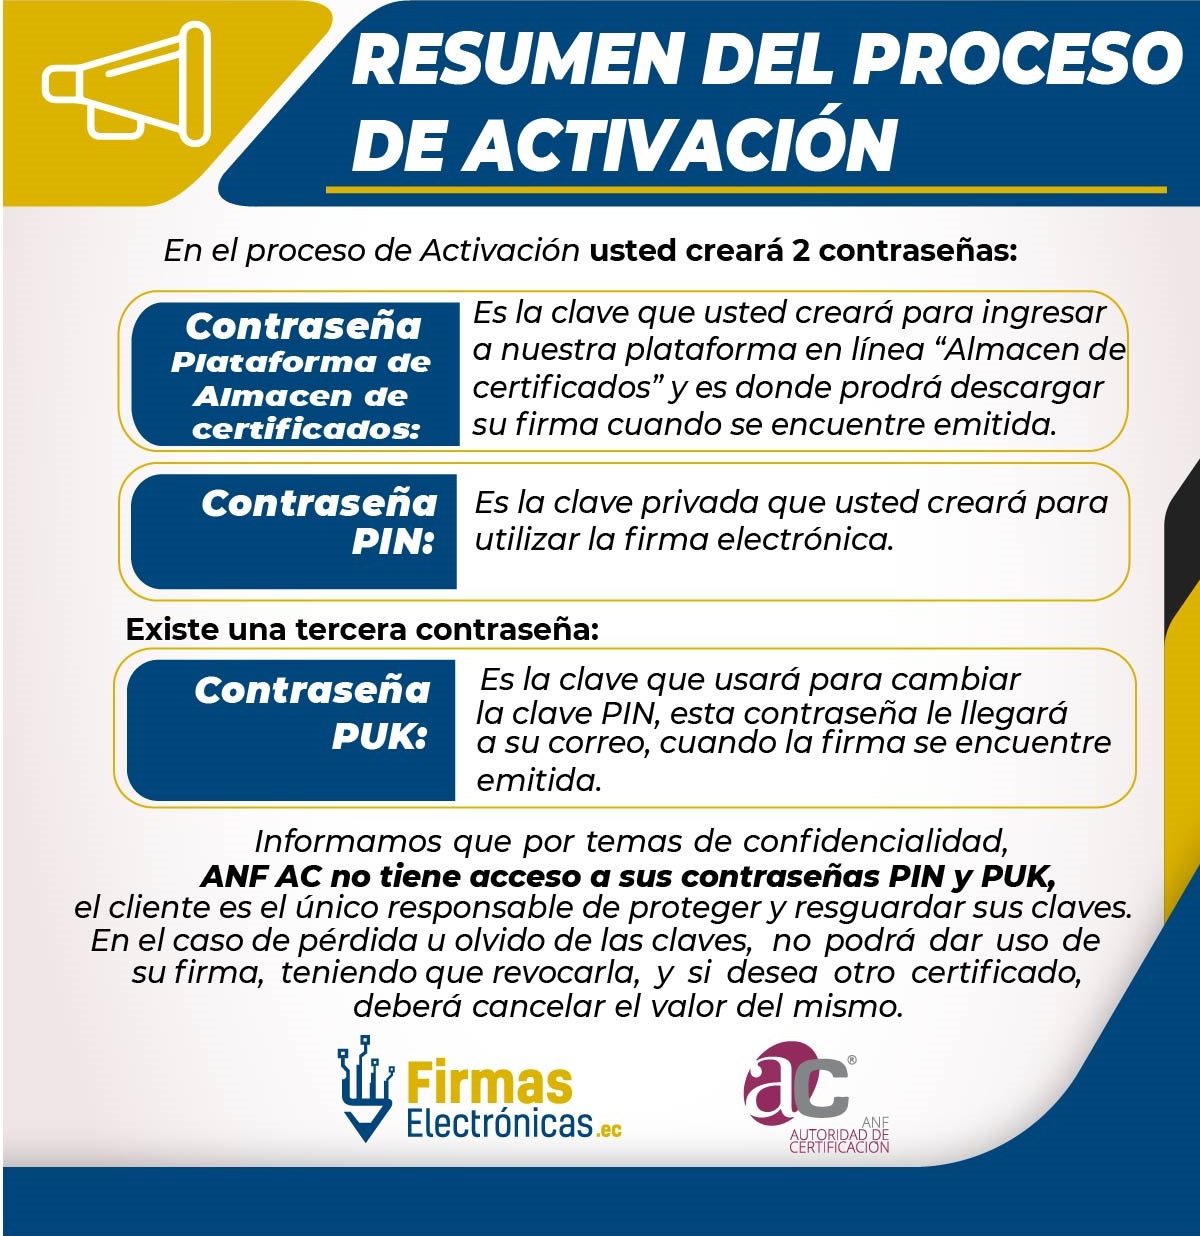 RESUMEN DEL PROCESO
DE ACTIVACIÓN
En el proceso de Activación usted creará 2 contraseñas:
Contraseña
Plataforma de
Almacen de
certificados:
Es la clave que usted creará para ingresar
a nuestra plataforma en línea “Almacen de
certificados” y es donde prodrá descargar
su firma cuando se encuentre emitida.
Contraseña
PIN:
Es la clave privada que usted creará para
utilizar la firma electrónica.
Existe una tercera contraseña:
Contraseña
PUK:
Es la clave que usará para cambiar
la clave PIN, esta contraseña le llegará
a su correo, cuando la firma se encuentre
emitida.
Informamos que por temas de confidencialidad,
ANF AC no tiene acceso a sus contraseñas PIN y PUK,
el cliente es el único responsable de proteger y resguardar sus claves.
En el caso de pérdida u olvido de las claves, no podrá dar uso de
su firma, teniendo que revocarla, y si desea otro certificado,
deberá cancelar el valor del mismo.
Firmas
Electrónicas.ec
ac®
ANF
AUTORIDAD DE
CERTIFICACIÓN